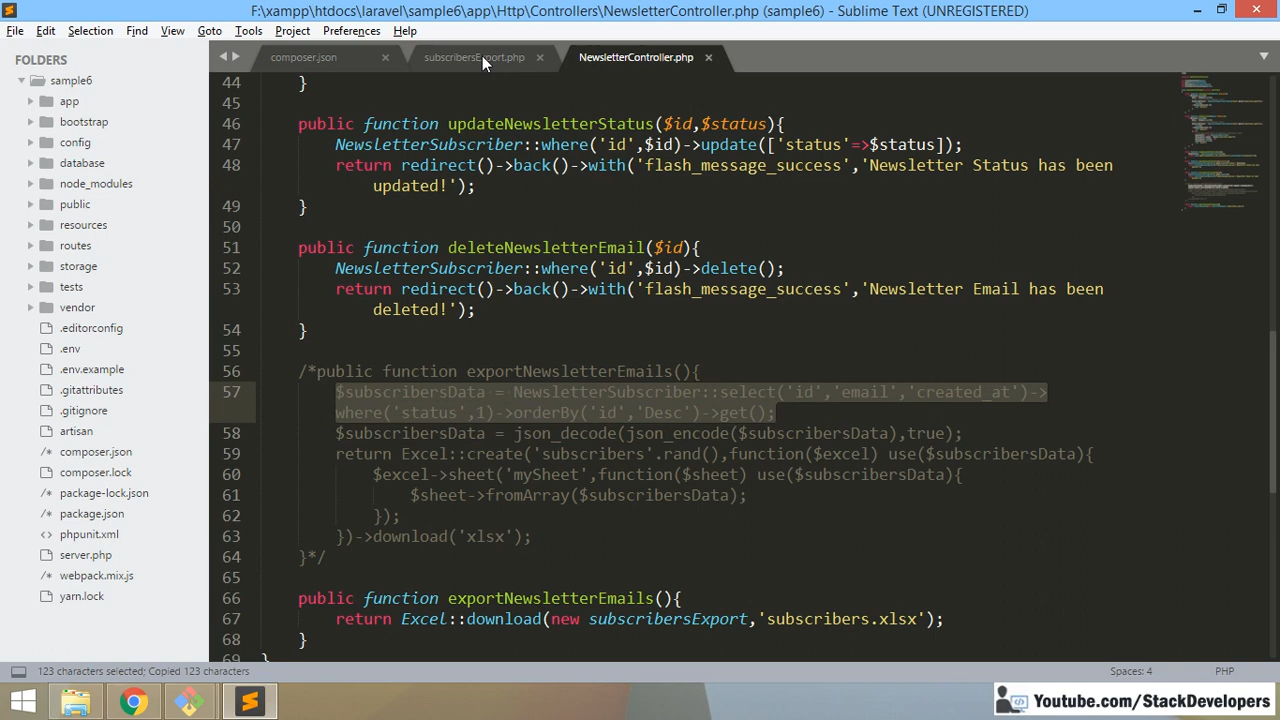 F:\xampp\htdocs\laravel\sample6\app\Http\Controllers\NewsletterController.php (sample6) - Sublime Text (UNREGISTERED)
File Edit Selection Find View Goto Tools Project Preferences Help
FOLDERS
sample6
app
bootstrap
config
database
node_modules
public
resources
routes
storage
tests
vendor
.editorconfig
.env
.env.example
.gitattributes
.gitignore
artisan
composer.json
composer.lock
package-lock.json
package.json
phpunit.xml
server.php
webpack.mix.js
yarn.lock
composer.json subscribersExport.php NewsletterController.php
44 }
45
46 public function updateNewsletterStatus($id,$status){
47 NewsletterSubscriber::where('id',$id)->update(['status'=>$status]);
48 return redirect()->back()->with('flash_message_success','Newsletter Status has been
updated!');
49 }
50
51 public function deleteNewsletterEmail($id){
52 NewsletterSubscriber::where('id',$id)->delete();
53 return redirect()->back()->with('flash_message_success','Newsletter Email has been
deleted!');
54 }
55
56 /*public function exportNewsletterEmails(){
57 $subscribersData = NewsletterSubscriber::select('id','email','created_at')->
where('status',1)->orderBy('id','Desc')->get();
58 $subscribersData = json_decode(json_encode($subscribersData),true);
59 return Excel::create('subscribers'.rand(),function($excel) use($subscribersData){
60 $excel->sheet('mySheet',function($sheet) use($subscribersData){
61 $sheet->fromArray($subscribersData);
62 });
63 })->download('xlsx');
64 }*/
65
66 public function exportNewsletterEmails(){
67 return Excel::download(new subscribersExport,'subscribers.xlsx');
68 }
69 }
123 characters selected; Copied 123 characters
Spaces: 4 PHP
Youtube.com/StackDevelopers